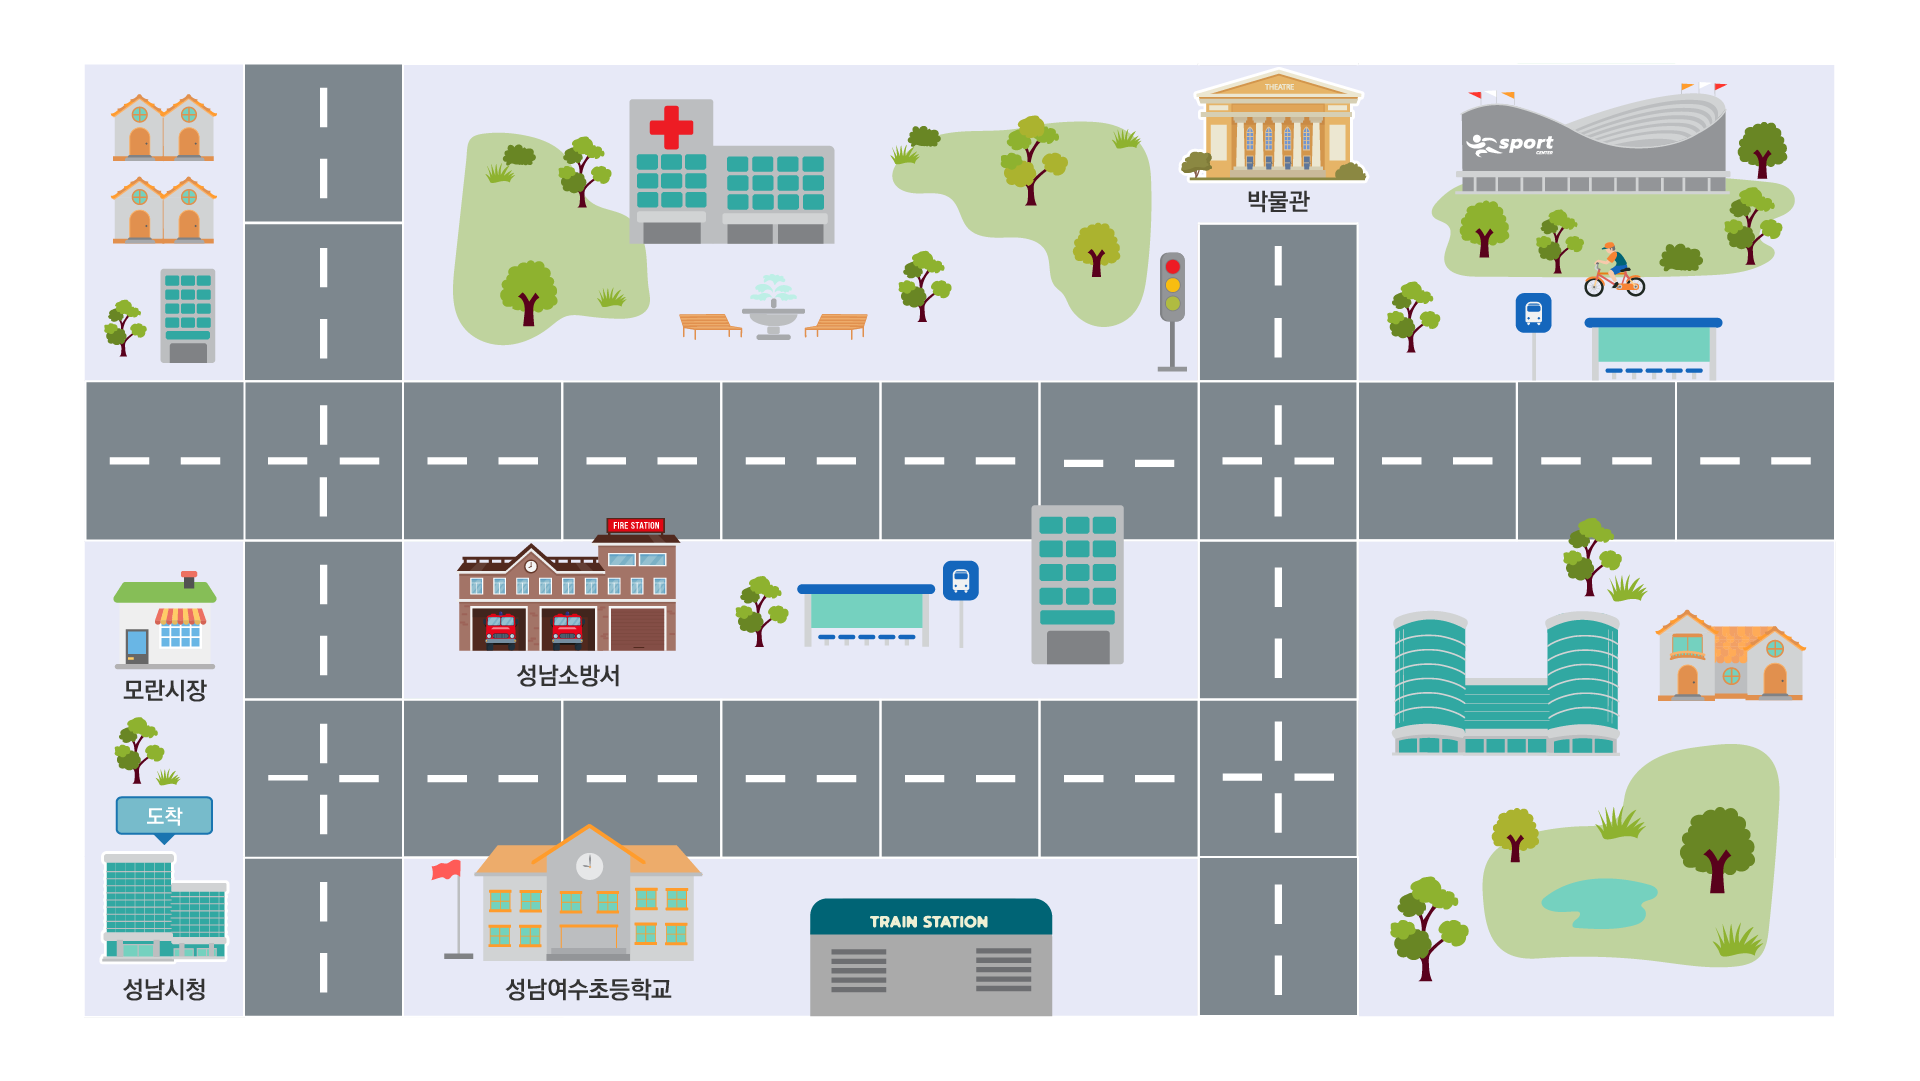 THEATRE
박물관
sport
CENTER
FIRE STATION
성남소방서
모란시장
도착
성남시청
성남여수초등학교
TRAIN STATION